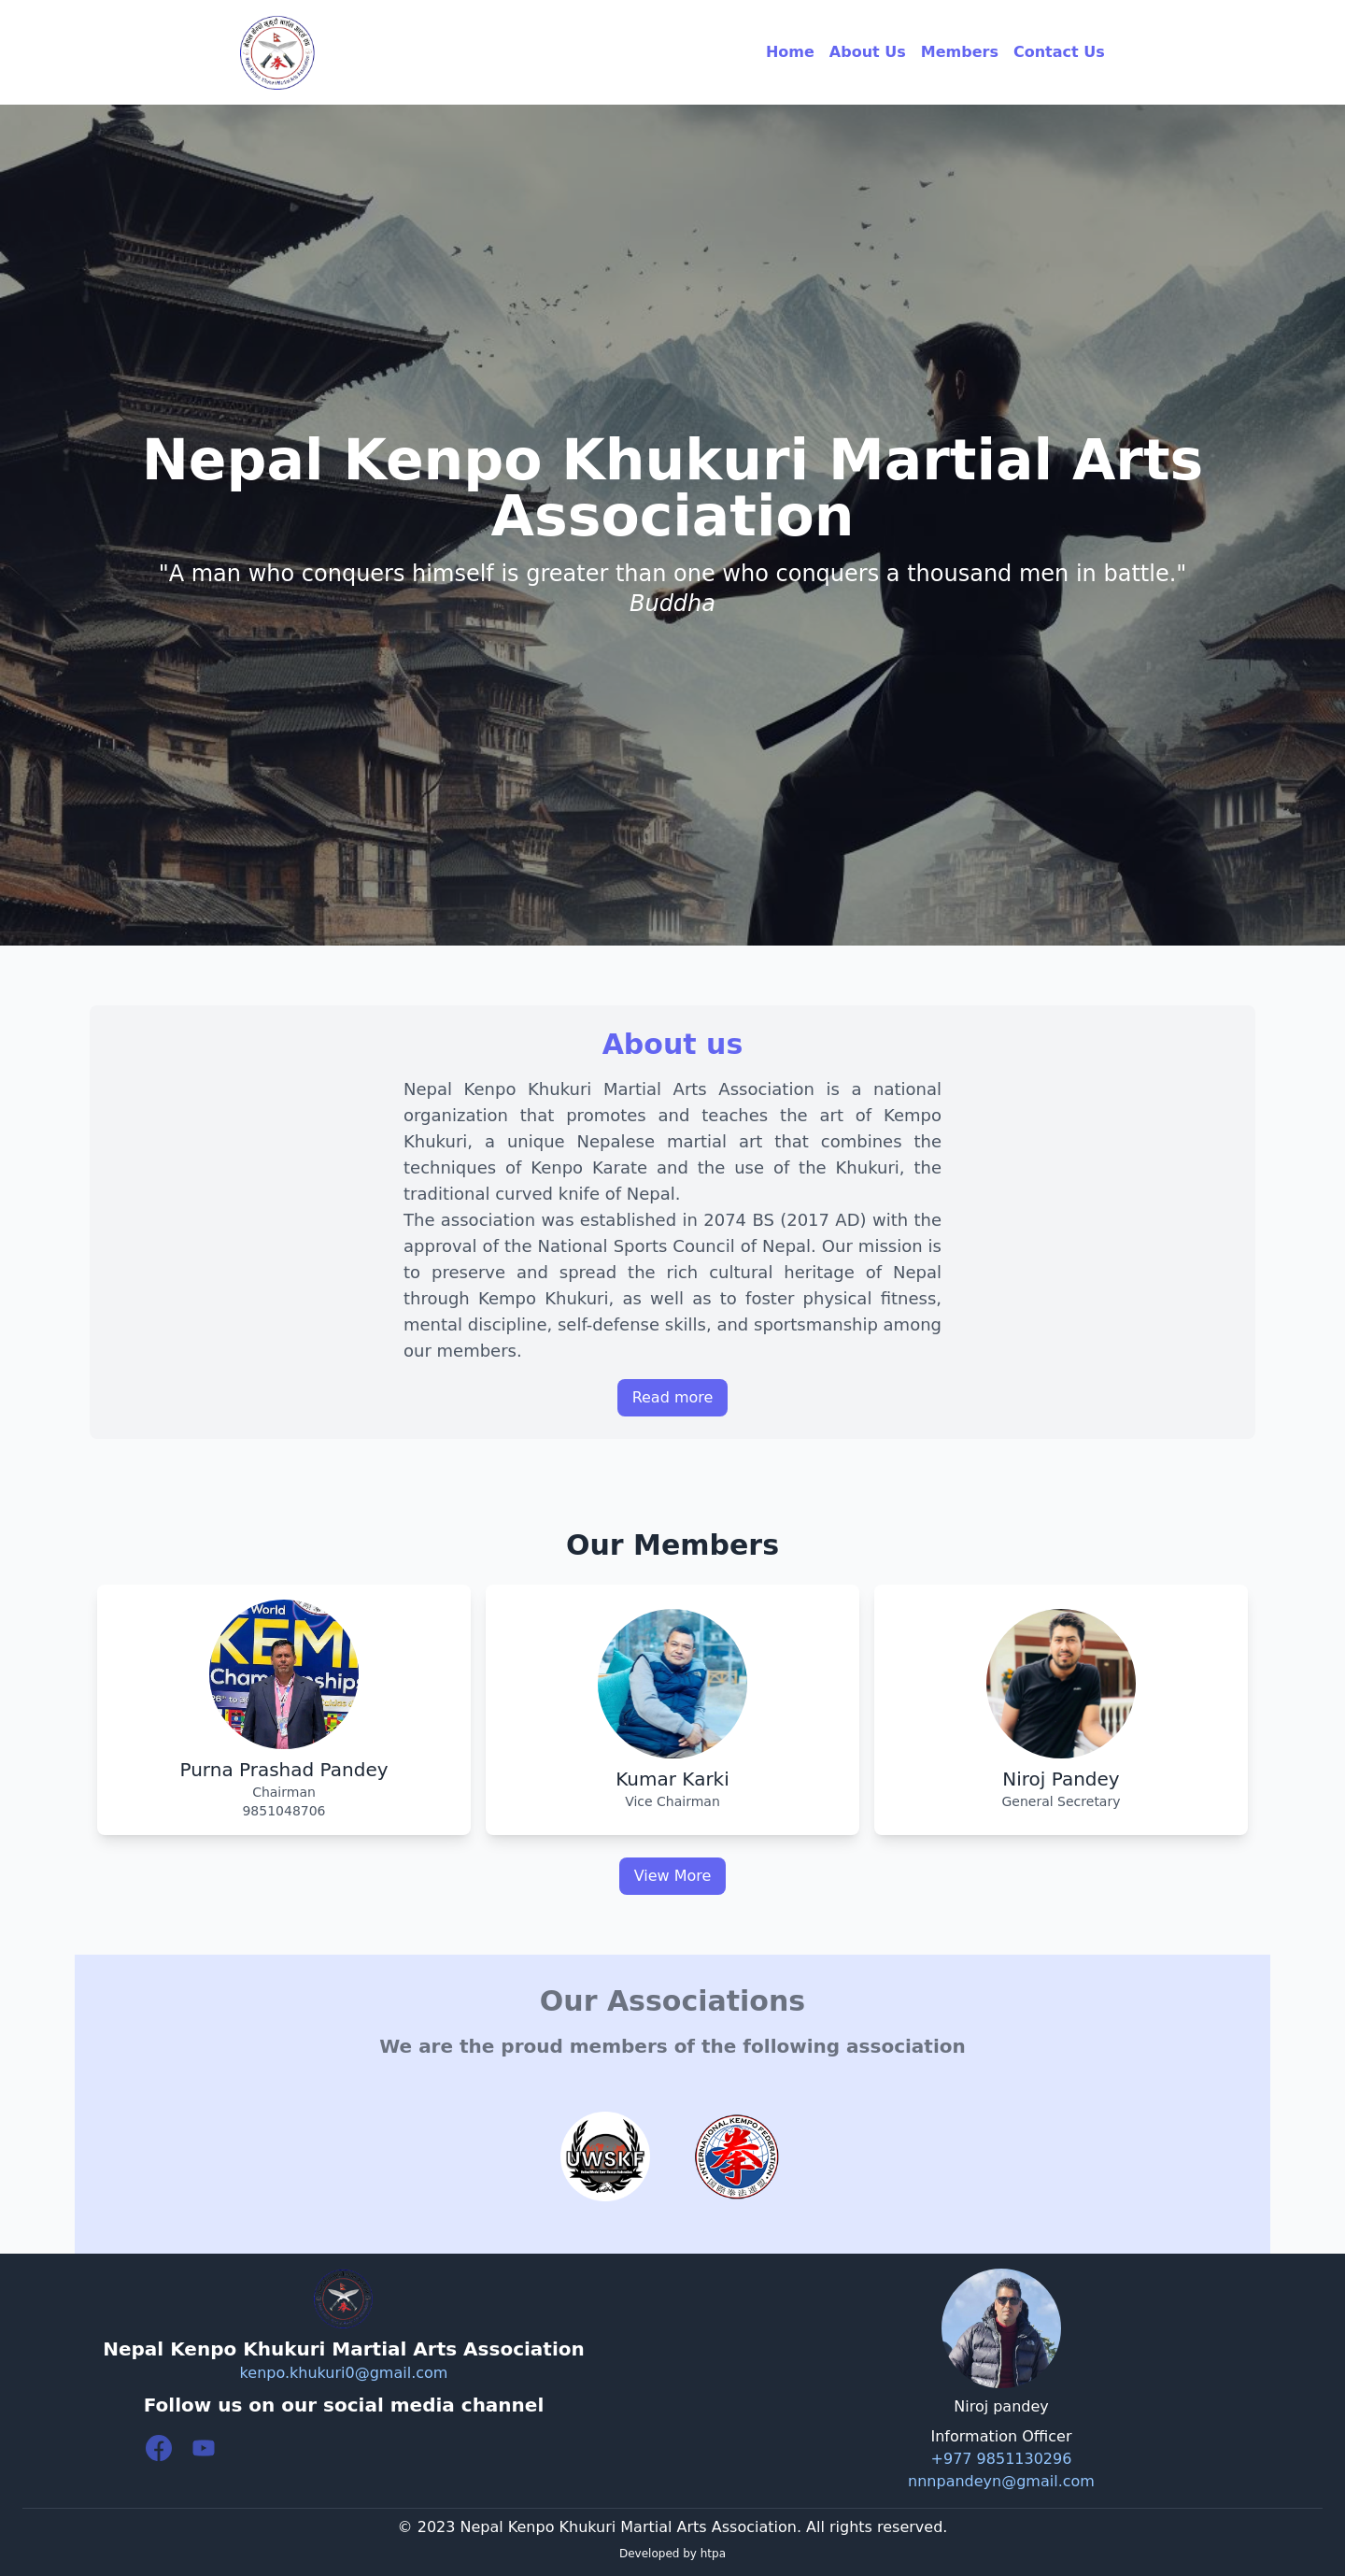 Home About Us Members Contact Us
Nepal Kenpo Khukuri Martial Arts
Association
"A man who conquers himself is greater than one who conquers a thousand men in battle."
Buddha
About us
Nepal Kenpo Khukuri Martial Arts Association is a national
organization that promotes and teaches the art of Kempo
Khukuri, a unique Nepalese martial art that combines the
techniques of Kenpo Karate and the use of the Khukuri, the
traditional curved knife of Nepal.
The association was established in 2074 BS (2017 AD) with the
approval of the National Sports Council of Nepal. Our mission is
to preserve and spread the rich cultural heritage of Nepal
through Kempo Khukuri, as well as to foster physical fitness,
mental discipline, self-defense skills, and sportsmanship among
our members.
Read more
Our Members
World
KEM
Championships
Purna Prashad Pandey
Chairman
9851048706
Kumar Karki
Vice Chairman
Niroj Pandey
General Secretary
View More
Our Associations
We are the proud members of the following association
UWSKF
INTERNATIONAL KEMPO FEDERATION
拳
Nepal Kenpo Khukuri Martial Arts Association
kenpo.khukuri0@gmail.com
Follow us on our social media channel
Niroj pandey
Information Officer
+977 9851130296
nnnpandeyn@gmail.com
© 2023 Nepal Kenpo Khukuri Martial Arts Association. All rights reserved.
Developed by htpa